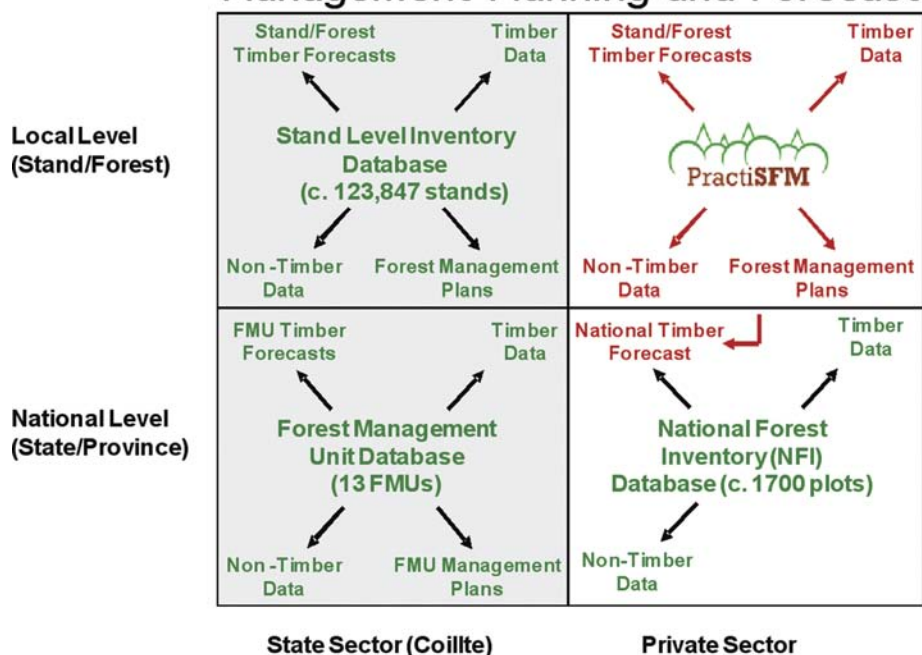 Management Planning and Forecast
Stand/Forest
Timber Forecasts
Timber
Data
Stand Level Inventory
Database
(c. 123,847 stands)
Non -Timber
Data
Forest Management
Plans
Stand/Forest
Timber Forecasts
Timber
Data
PractiSFM
Non -Timber
Data
Forest Management
Plans
Local Level
(Stand/Forest)
FMU Timber
Forecasts
Timber
Data
Forest Management
Unit Database
(13 FMUs)
Non -Timber
Data
FMU Management
Plans
National Timber
Forecast
Timber
Data
National Forest
Inventory (NFI)
Database (c. 1700 plots)
Non-Timber
Data
National Level
(State/Province)
State Sector (Coillte)
Private Sector